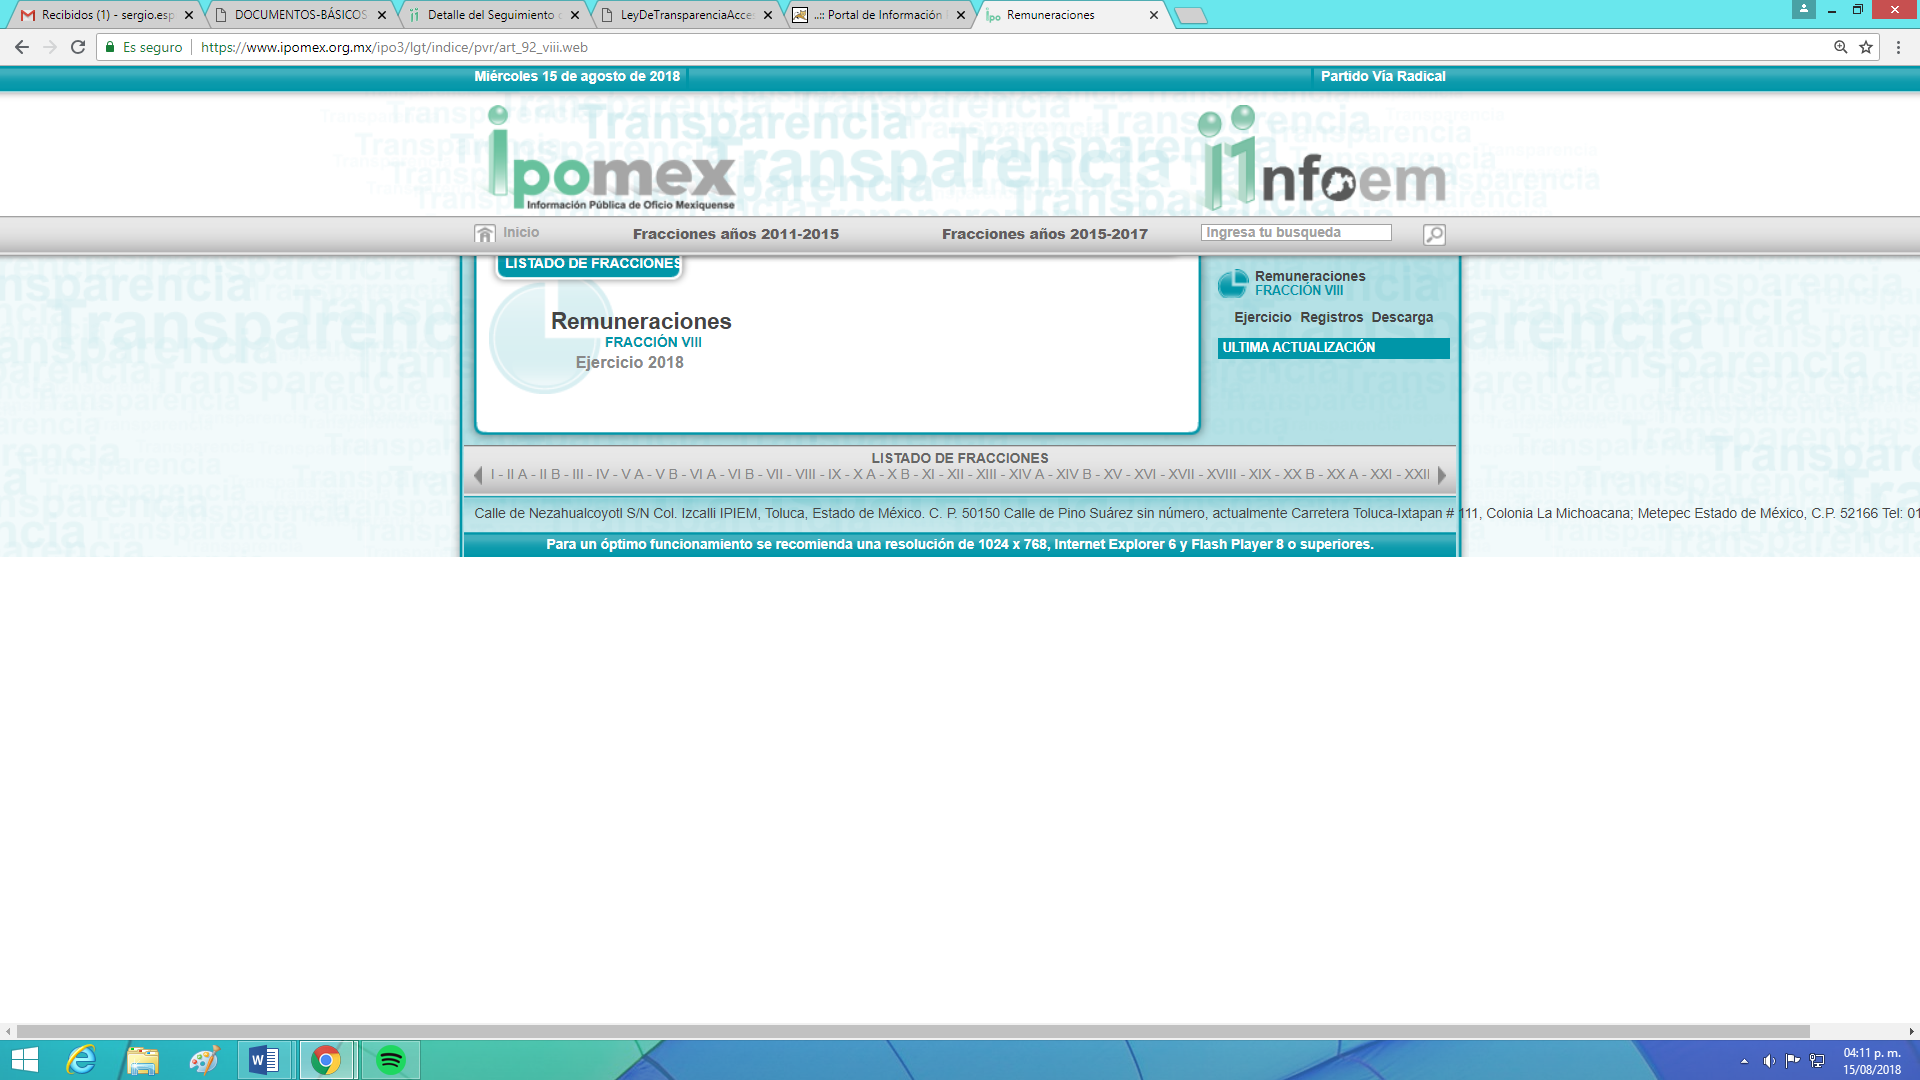 Recibidos (1) - sergio.esp
DOCUMENTOS-BÁSICOS
Detalle del Seguimiento d
LeyDeTransparenciaAcces
..:: Portal de Información
Remuneraciones
Es seguro
https://www.ipomex.org.mx/ipo3/lgt/indice/pvr/art_92_viii.web
Miércoles 15 de agosto de 2018
Partido Vía Radical
ipomex
Información Pública de Oficio Mexiquense
infoem
Transparencia
Inicio
Fracciones años 2011-2015
Fracciones años 2015-2017
Ingresa tu busqueda
LISTADO DE FRACCIONES
Remuneraciones
FRACCIÓN VIII
Ejercicio 2018
Remuneraciones
FRACCIÓN VIII
Ejercicio Registros Descarga
ULTIMA ACTUALIZACIÓN
LISTADO DE FRACCIONES
I - II A - II B - III - IV - V A - V B - VI A - VI B - VII - VIII - IX - X A - X B - XI - XII - XIII - XIV A - XIV B - XV - XVI - XVII - XVIII - XIX - XX B - XX A - XXI - XXII
Calle de Nezahualcoyotl S/N Col. Izcalli IPIEM, Toluca, Estado de México. C. P. 50150 Calle de Pino Suárez sin número, actualmente Carretera Toluca-Ixtapan # 111, Colonia La Michoacana; Metepec Estado de México, C.P. 52166 Tel: 01
Para un óptimo funcionamiento se recomienda una resolución de 1024 x 768, Internet Explorer 6 y Flash Player 8 o superiores.
04:11 p. m.
15/08/2018